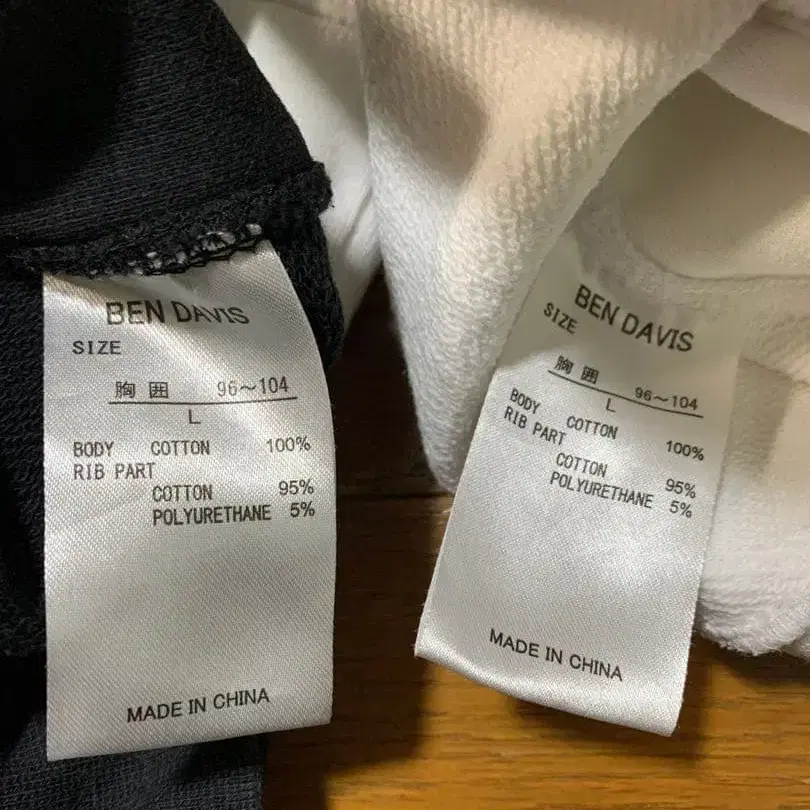 BEN DAVIS
SIZE
胸囲 96～104
L
BODY COTTON 100%
RIB PART
COTTON 95%
POLYURETHANE 5%
MADE IN CHINA
BEN DAVIS
SIZE
胸囲 96～104
L
BODY COTTON 100%
RIB PART
COTTON 95%
POLYURETHANE 5%
MADE IN CHINA